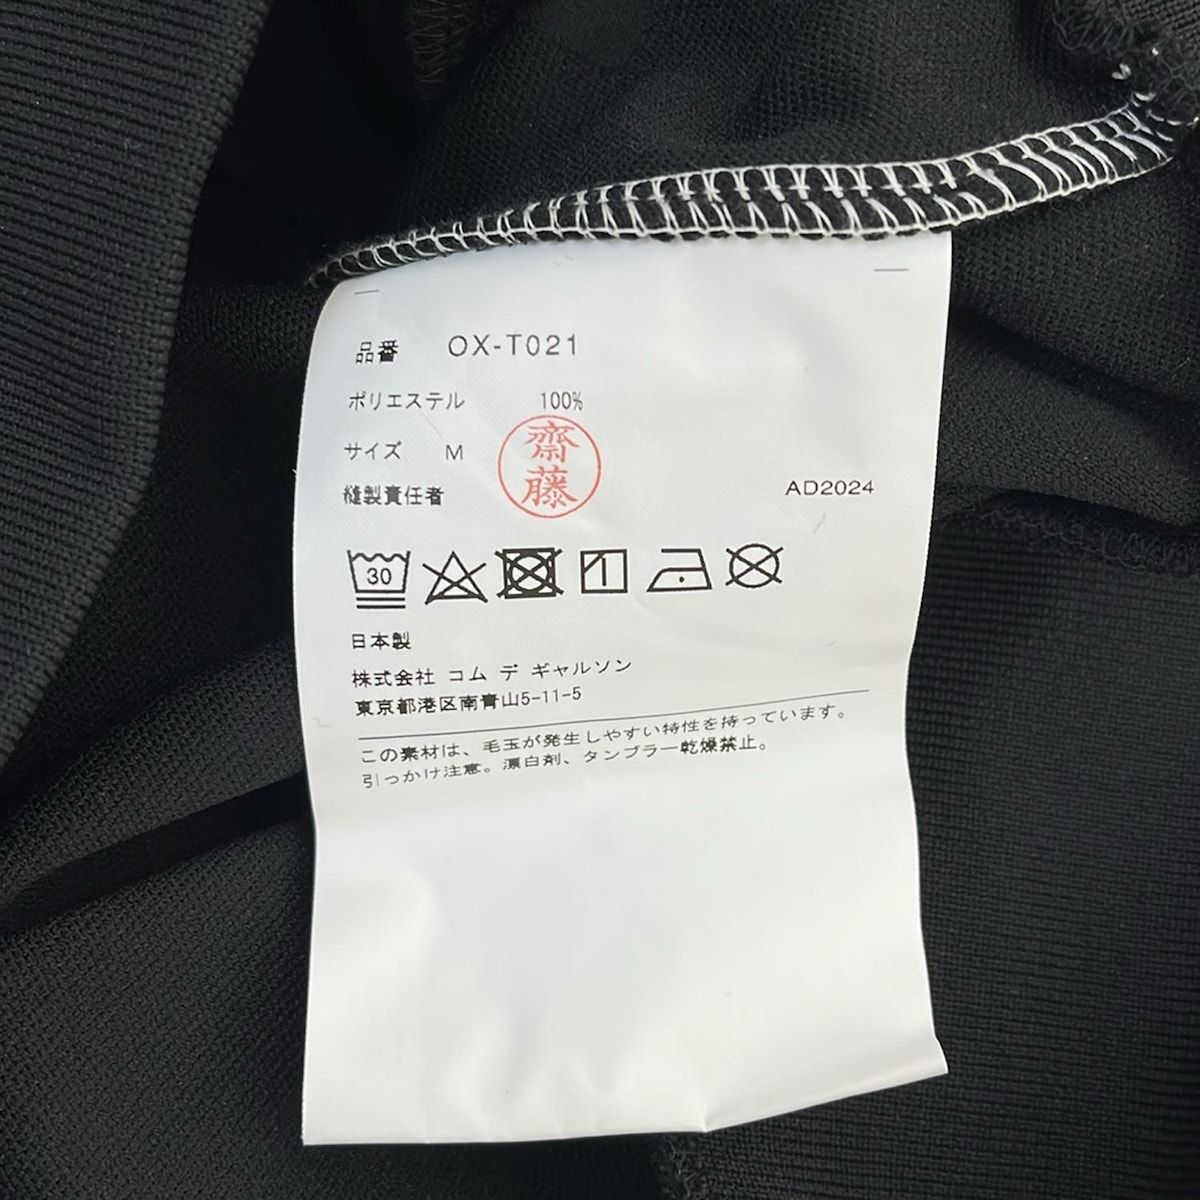 品番 OX-T021
ポリエステル 100%
サイズ M
齋藤
縫製責任者
AD2024
30
日本製
株式会社 コム デ ギャルソン
東京都港区南青山5-11-5
この素材は、毛玉が発生しやすい特性を持っています。
引っかけ注意。漂白剤、タンブラー乾燥禁止。